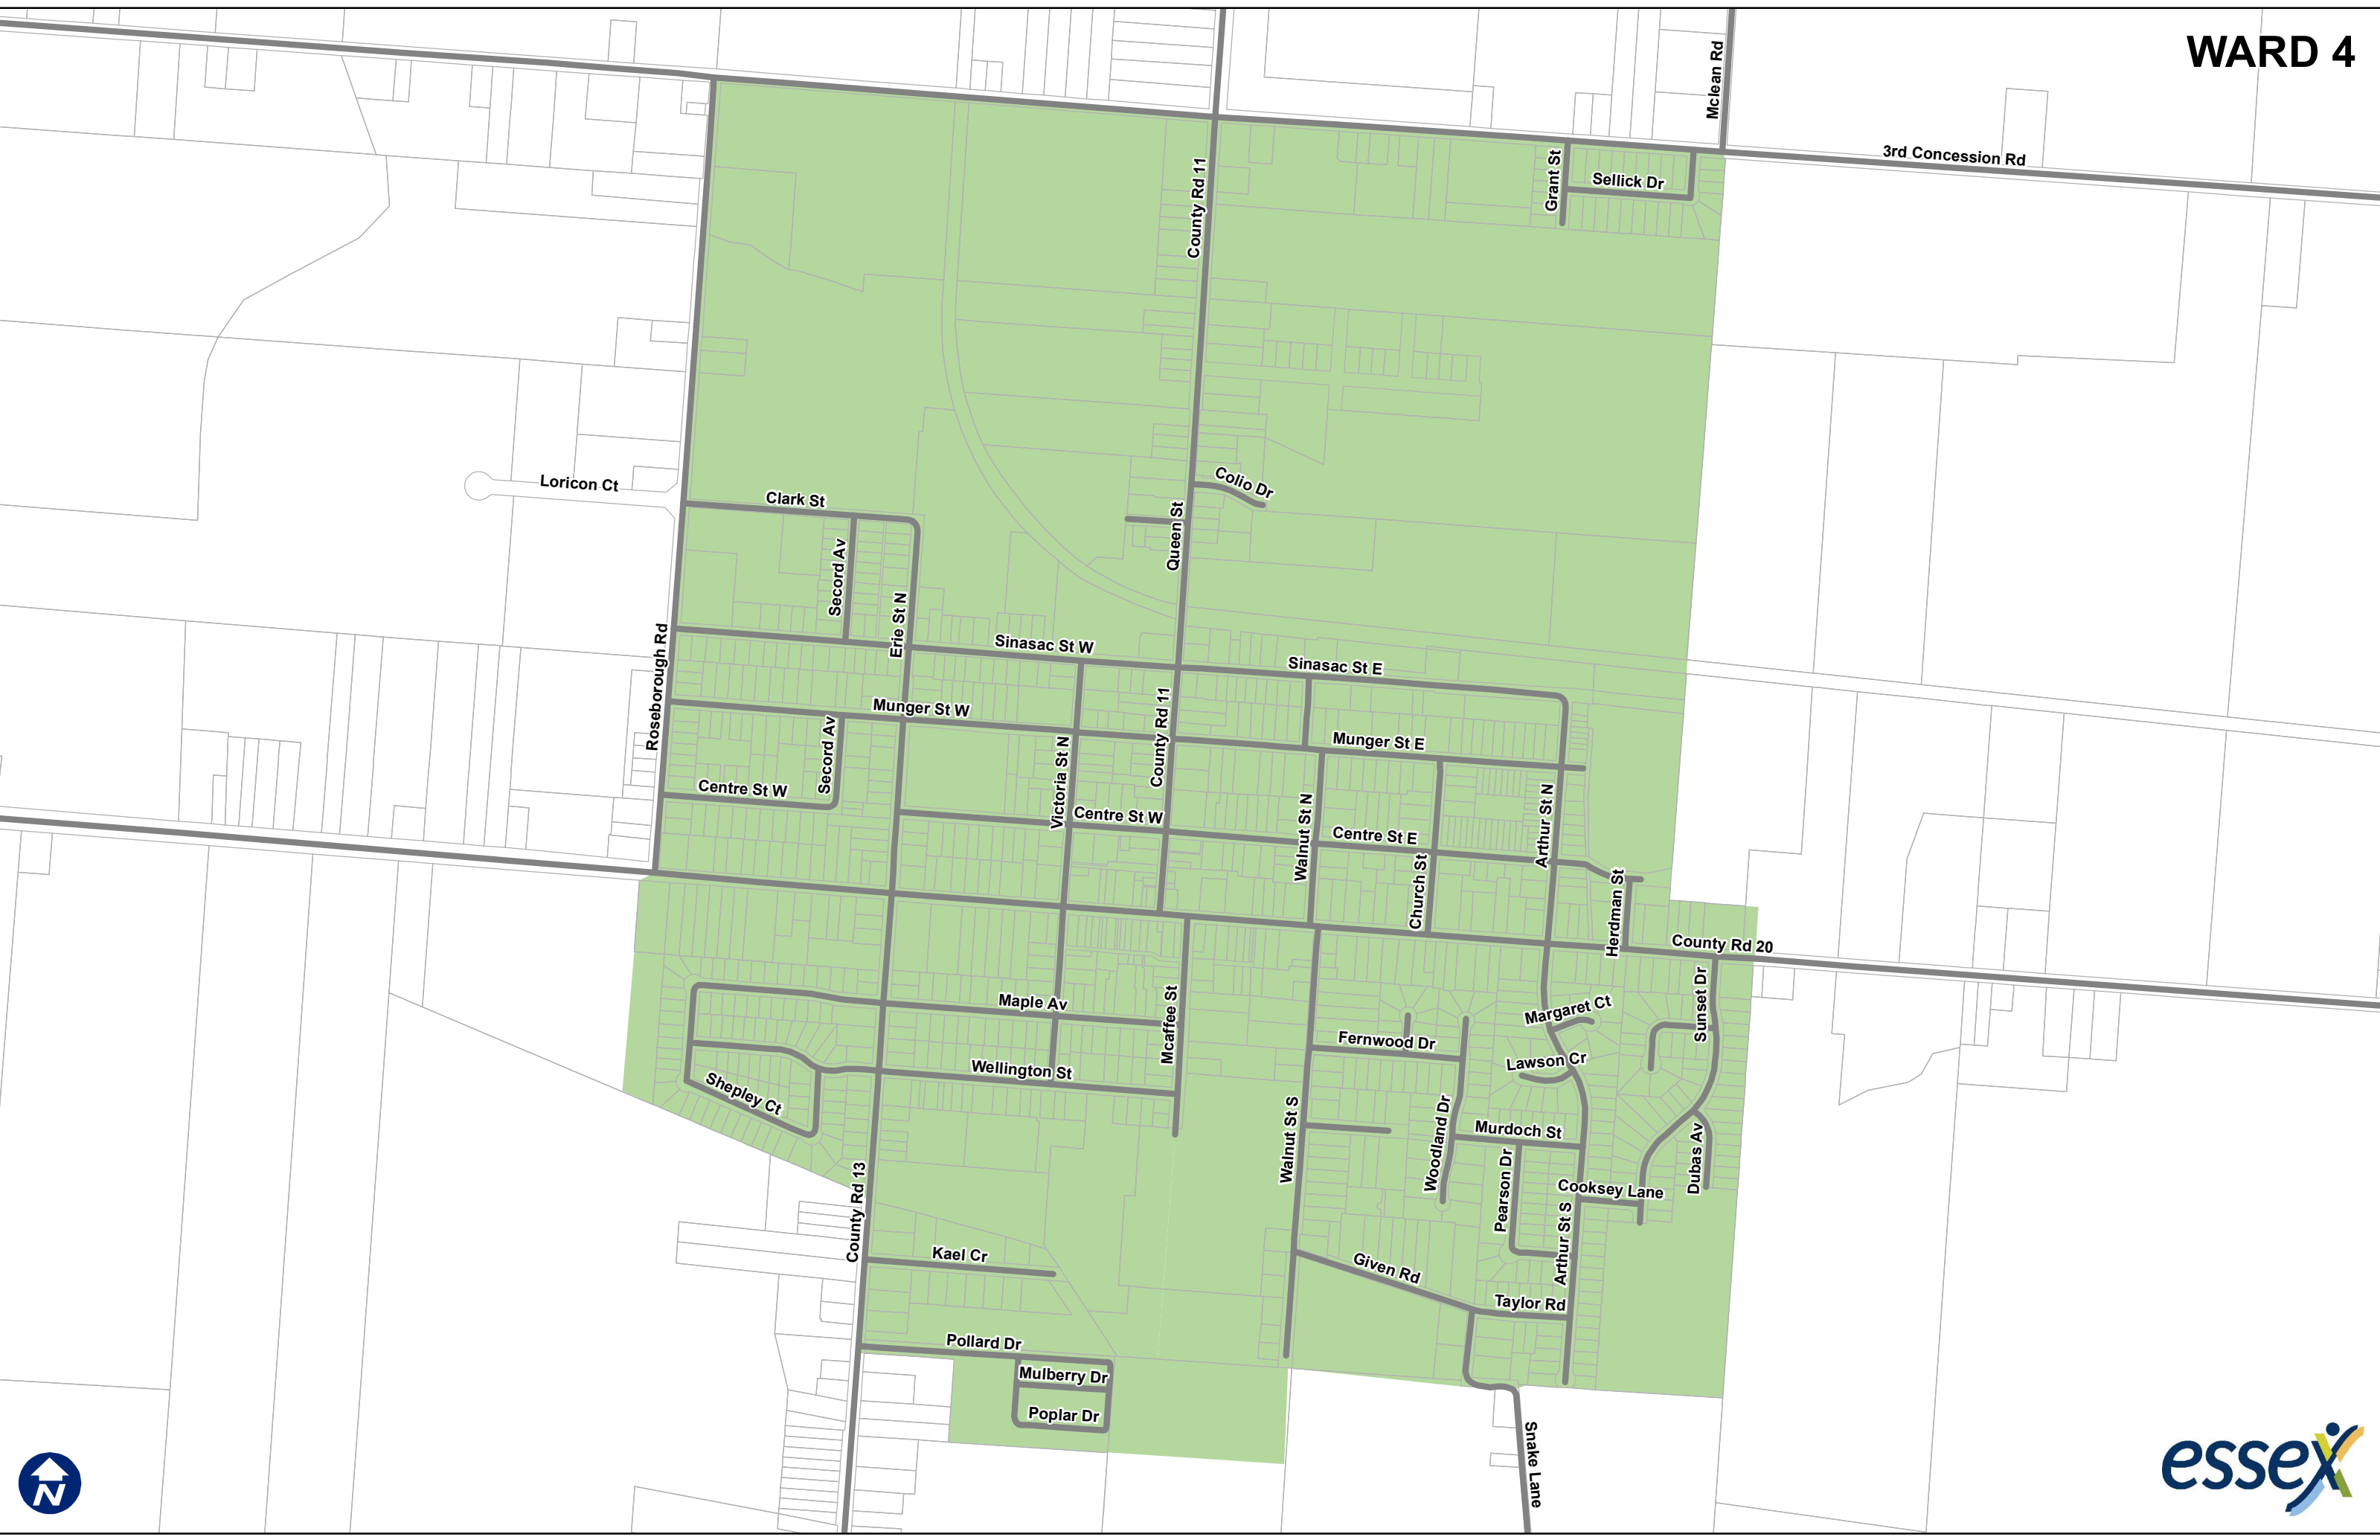 WARD 4
Mclean Rd
3rd Concession Rd
Grant St
Sellick Dr
County Rd 11
Loricon Ct
Colio Dr
Clark St
Queen St
Secord Av
Erie St N
Roseborough Rd
Sinasac St W
Sinasac St E
Munger St W
County Rd 11
Munger St E
Secord Av
Victoria St N
Centre St W
Centre St W
Walnut St N
Centre St E
Arthur St N
Church St
Herdman St
County Rd 20
Sunset Dr
Maple Av
Mcaffee St
Margaret Ct
Fernwood Dr
Lawson Cr
Wellington St
Shepley Ct
Walnut St S
Woodland Dr
Murdoch St
Dubas Av
Pearson Dr
Cooksey Lane
County Rd 13
Arthur St S
Kael Cr
Given Rd
Taylor Rd
Pollard Dr
Mulberry Dr
Poplar Dr
Snake Lane
N
essex